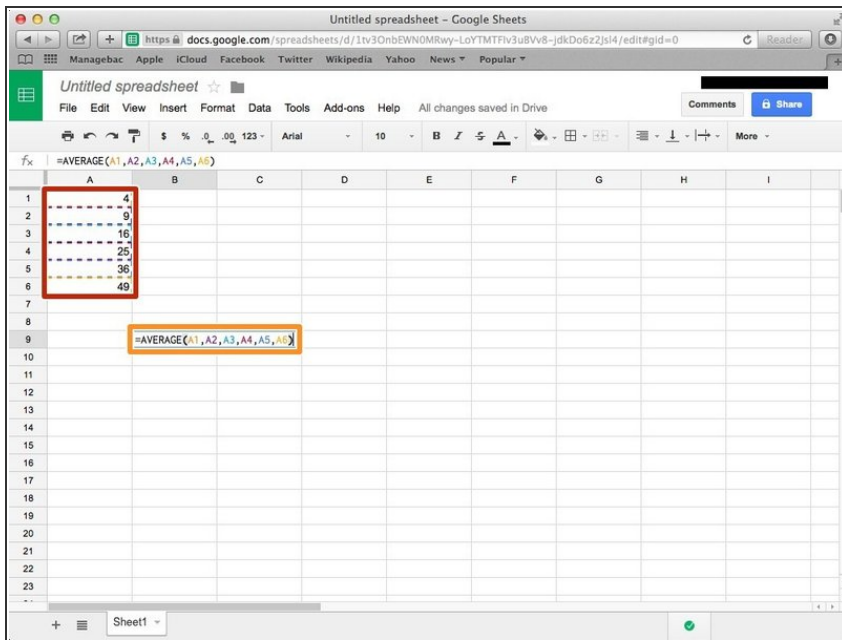 Untitled spreadsheet – Google Sheets
https docs.google.com/spreadsheets/d/1tv3OnbEWN0MRwy-LoYTMTFlv3uBVv8-jdkDo6z2Jsl4/edit#gid=0 Reader
Managebac Apple iCloud Facebook Twitter Wikipedia Yahoo News Popular
Untitled spreadsheet
File Edit View Insert Format Data Tools Add-ons Help All changes saved in Drive Comments Share
$ % .0 .00 123 Arial 10 B I S A More
fx =AVERAGE(A1,A2,A3,A4,A5,A6)
A B C D E F G H I
1 4
2 9
3 16
4 25
5 36
6 49
7
8
9 =AVERAGE(A1,A2,A3,A4,A5,A6)
10
11
12
13
14
15
16
17
18
19
20
21
22
23
Sheet1